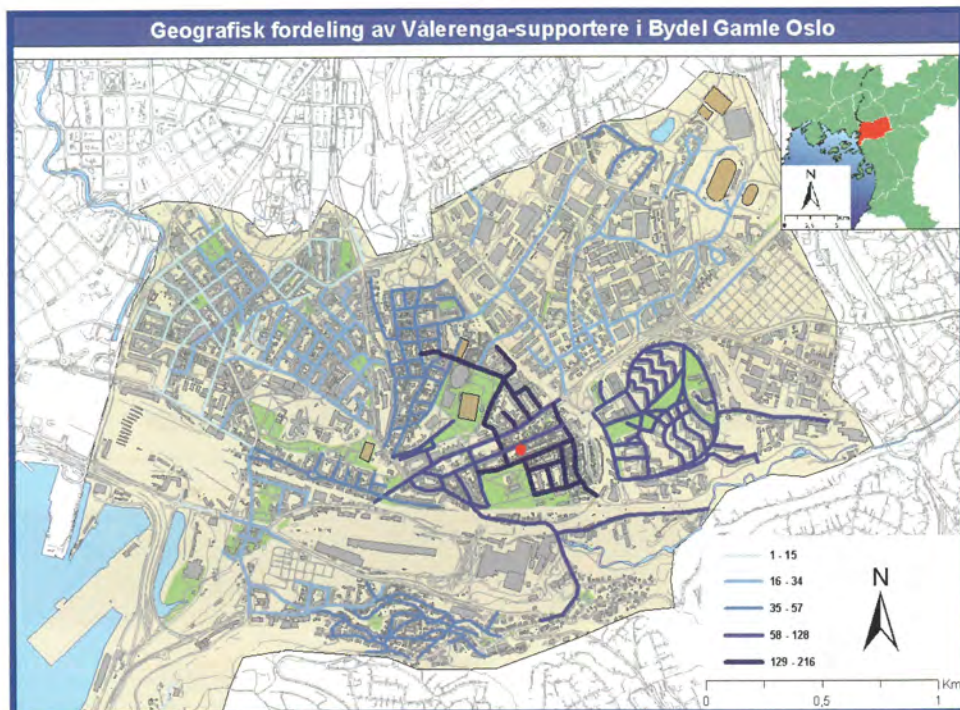 Geografisk fordeling av Vålerenga-supportere i Bydel Gamle Oslo
N
1 - 15
16 - 34
35 - 57
58 - 128
129 - 216
N
0
0,5
1
Km